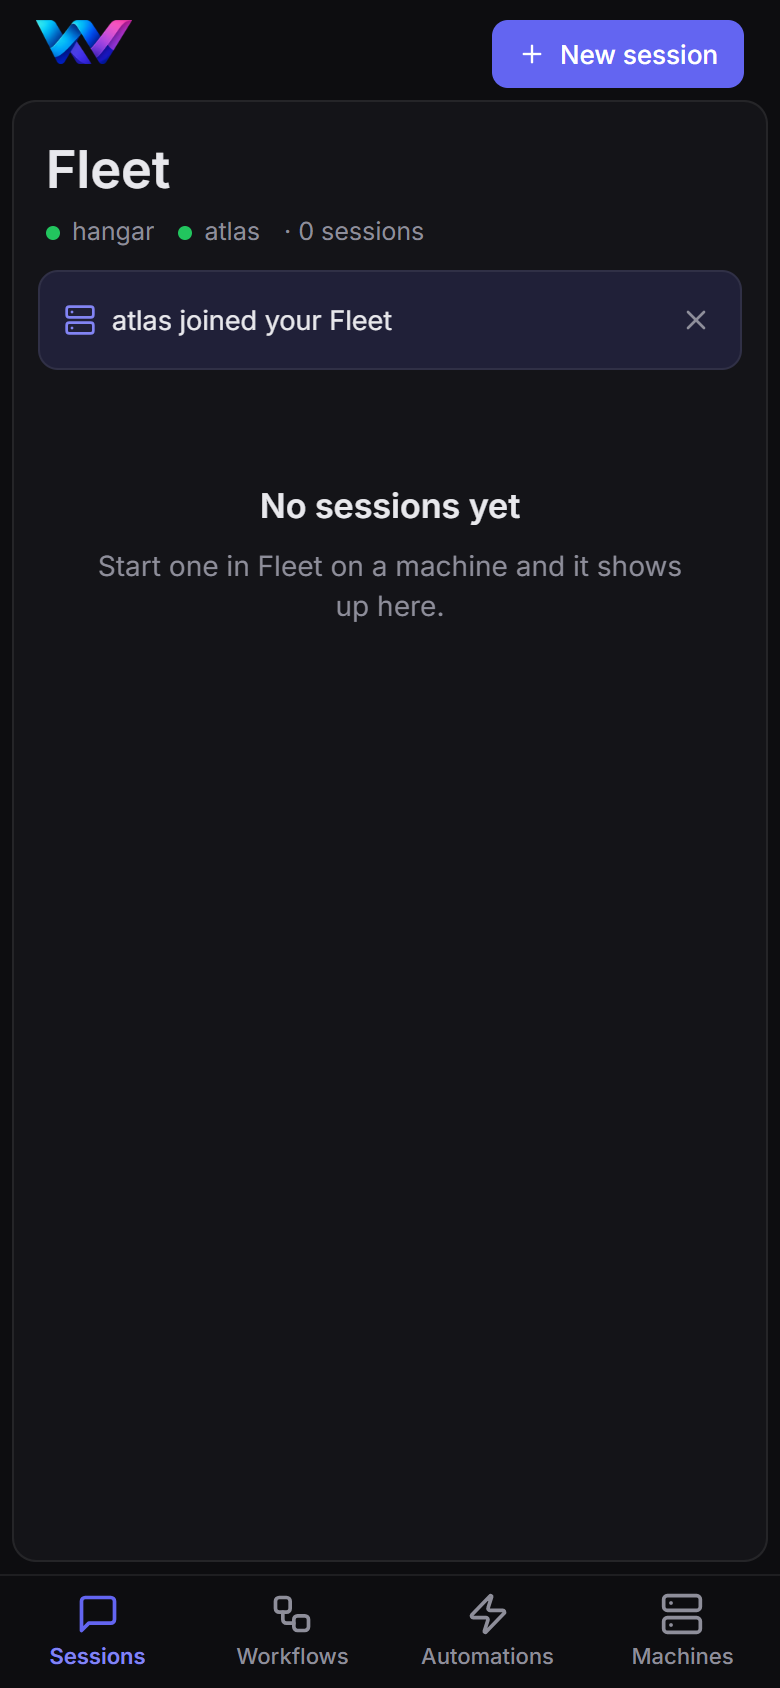 New session
Fleet
hangar atlas · 0 sessions
atlas joined your Fleet
No sessions yet
Start one in Fleet on a machine and it shows
up here.
Sessions Workflows Automations Machines